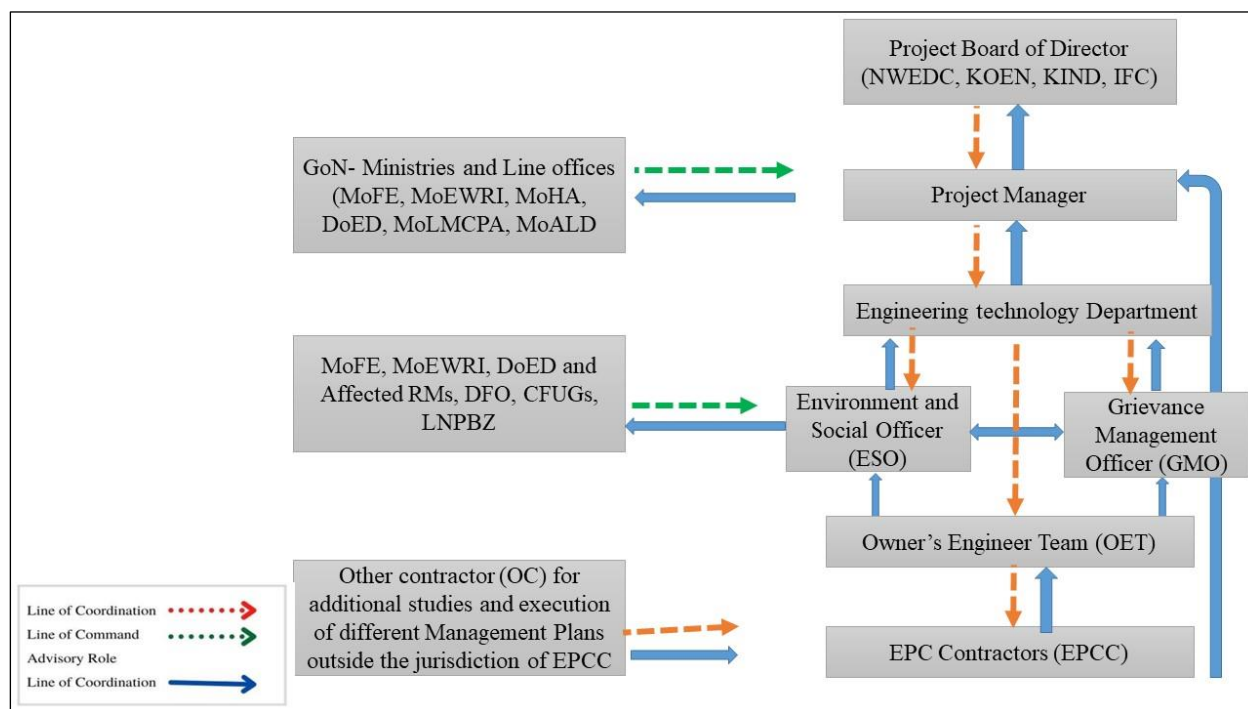 Project Board of Director
(NWEDC, KOEN, KIND, IFC)
GoN- Ministries and Line offices
(MoFE, MoEWRI, MoHA,
DoED, MoLMCPA, MoALD
Project Manager
Engineering technology Department
MoFE, MoEWRI, DoED and
Affected RMs, DFO, CFUGs,
LNPBZ
Environment and
Social Officer
(ESO)
Grievance
Management
Officer (GMO)
Owner's Engineer Team (OET)
Other contractor (OC) for
additional studies and execution
of different Management Plans
outside the jurisdiction of EPCC
EPC Contractors (EPCC)
Line of Coordination
Line of Command
Advisory Role
Line of Coordination